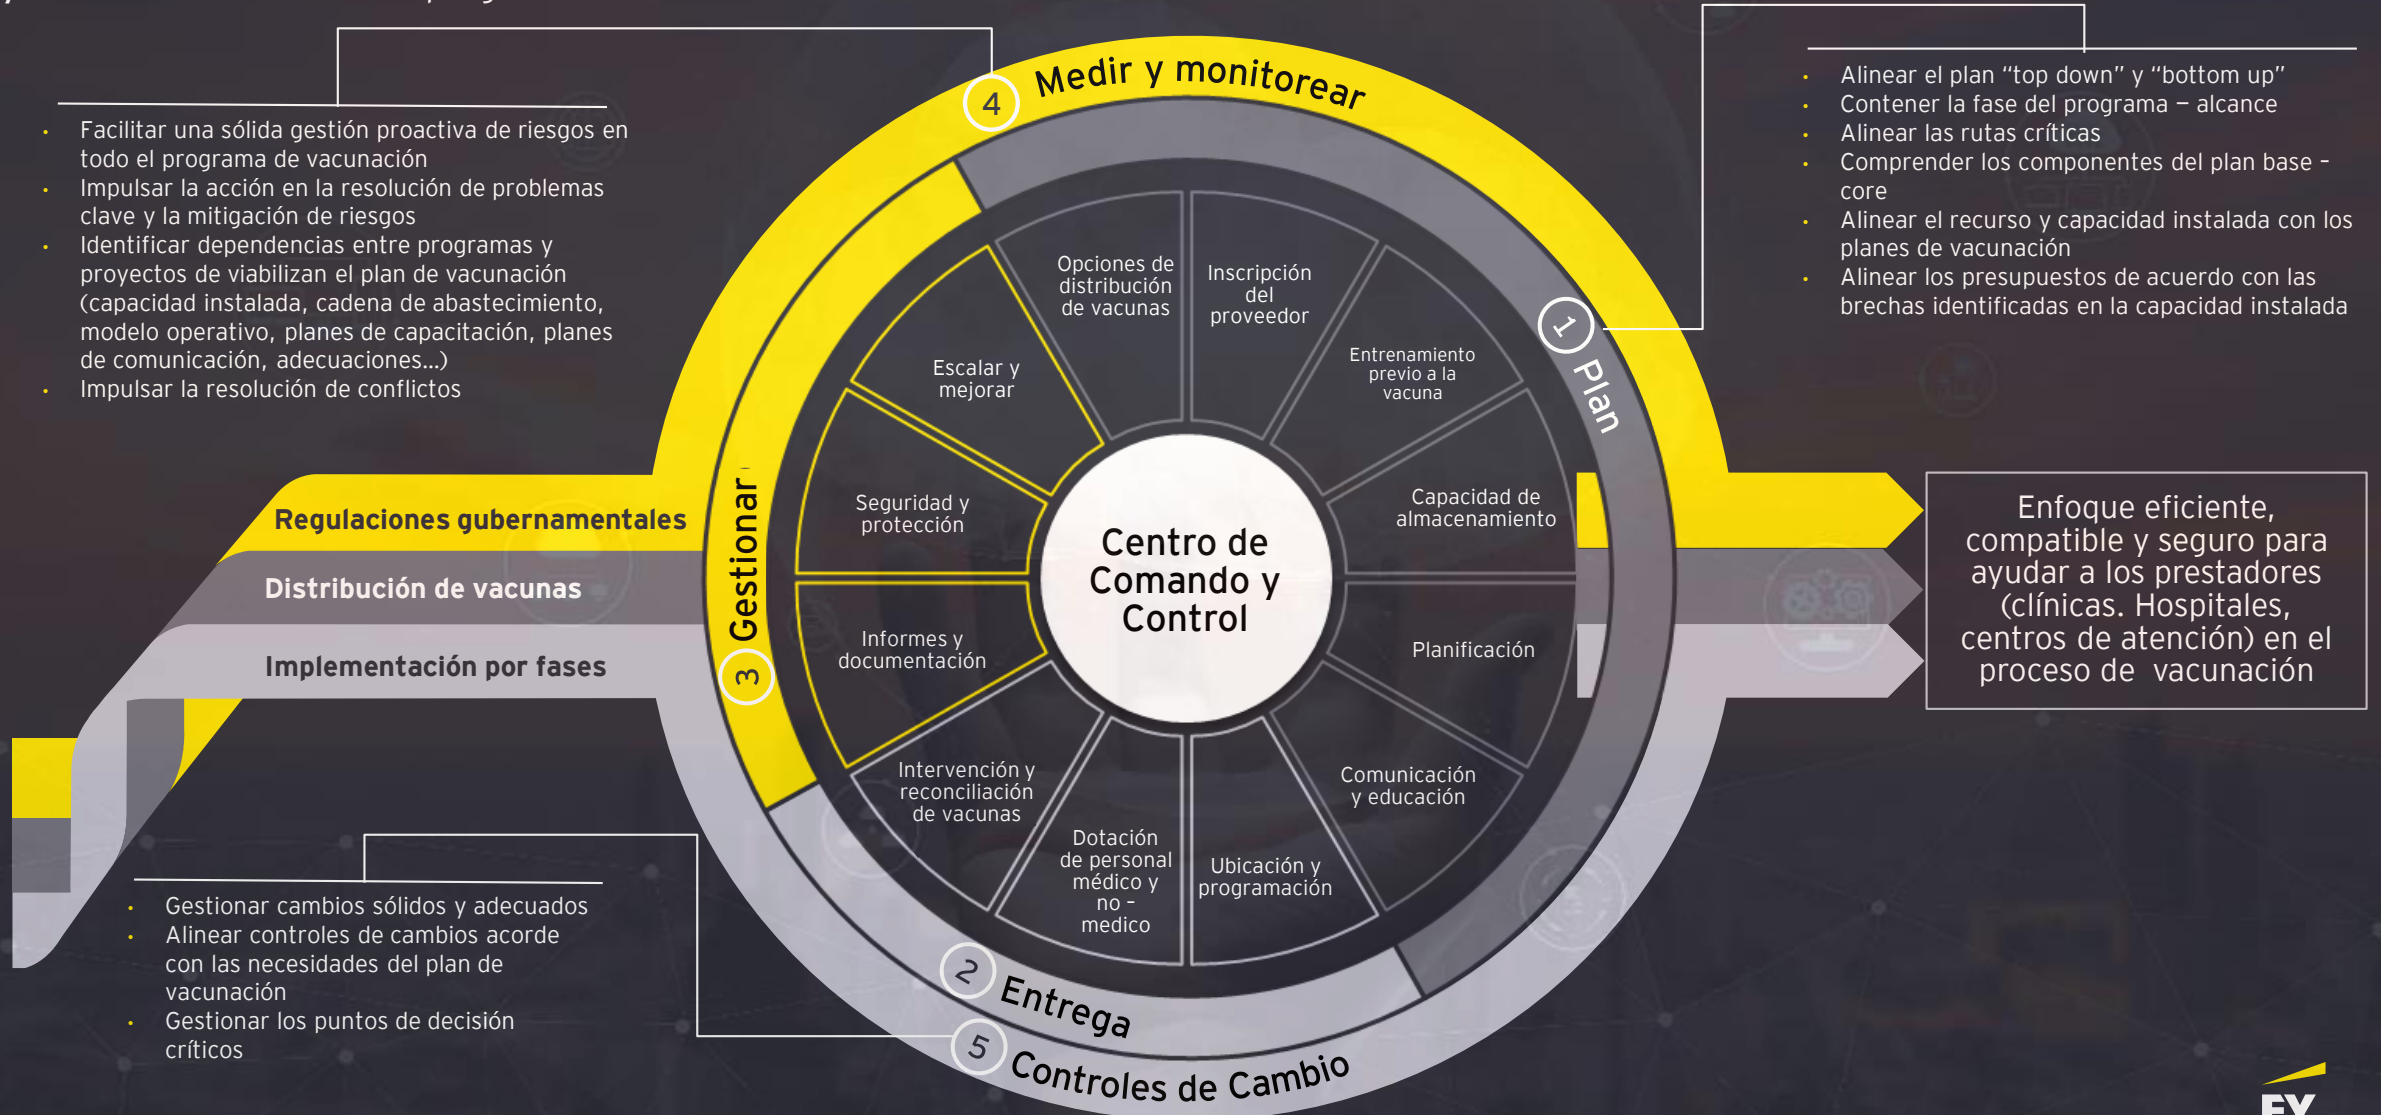 4
Medir y monitorear
• Facilitar una sólida gestión proactiva de riesgos en
todo el programa de vacunación
• Impulsar la acción en la resolución de problemas
clave y la mitigación de riesgos
• Identificar dependencias entre programas y
proyectos de viabilizan el plan de vacunación
(capacidad instalada, cadena de abastecimiento,
modelo operativo, planes de capacitación, planes
de comunicación, adecuaciones…)
• Impulsar la resolución de conflictos
• Alinear el plan “top down” y “bottom up”
• Contener la fase del programa – alcance
• Alinear las rutas críticas
• Comprender los componentes del plan base –
core
• Alinear el recurso y capacidad instalada con los
planes de vacunación
• Alinear los presupuestos de acuerdo con las
brechas identificadas en la capacidad instalada
1 Plan
Opciones de
distribución
de vacunas
Inscripción
del
proveedor
Entrenamiento
previo a la
vacuna
Capacidad de
almacenamiento
Planificación
Comunicación
y educación
Ubicación y
programación
Dotación
de personal
médico y
no –
medico
Intervención y
reconciliación
de vacunas
Informes y
documentación
Seguridad y
protección
Escalar y
mejorar
Centro de
Comando y
Control
3 Gestionar
Regulaciones gubernamentales
Distribución de vacunas
Implementación por fases
Enfoque eficiente,
compatible y seguro para
ayudar a los prestadores
(clínicas. Hospitales,
centros de atención) en el
proceso de vacunación
• Gestionar cambios sólidos y adecuados
• Alinear controles de cambios acorde
con las necesidades del plan de
vacunación
• Gestionar los puntos de decisión
críticos
2 Entrega
5 Controles de Cambio
EY